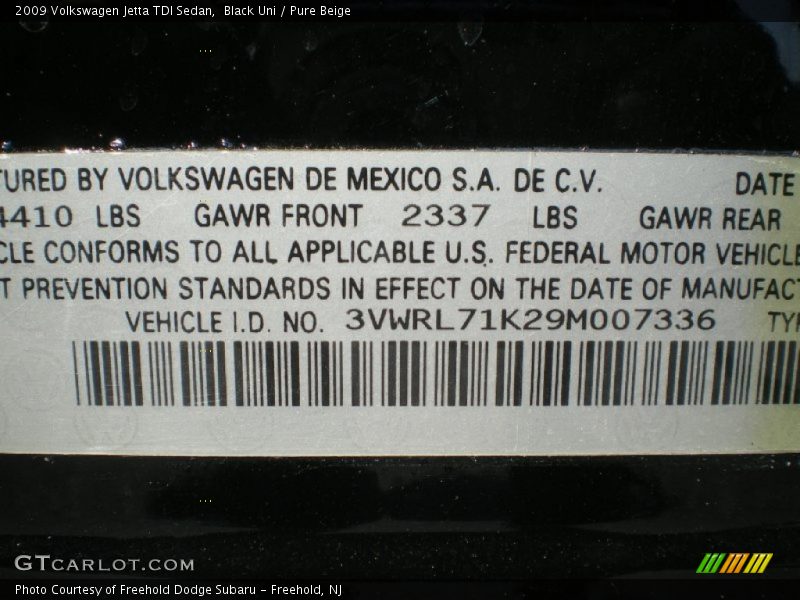 2009 Volkswagen Jetta TDI Sedan,  Black Uni / Pure Beige
TURED BY VOLKSWAGEN DE MEXICO S.A. DE C.V. DATE
4410 LBS GAWR FRONT 2337 LBS GAWR REAR
CLE CONFORMS TO ALL APPLICABLE U.S. FEDERAL MOTOR VEHICLE
T PREVENTION STANDARDS IN EFFECT ON THE DATE OF MANUFACT
VEHICLE I.D. NO. 3VWRL71K29M007336 TYP
GTCARLOT.COM
Photo Courtesy of Freehold Dodge Subaru - Freehold, NJ